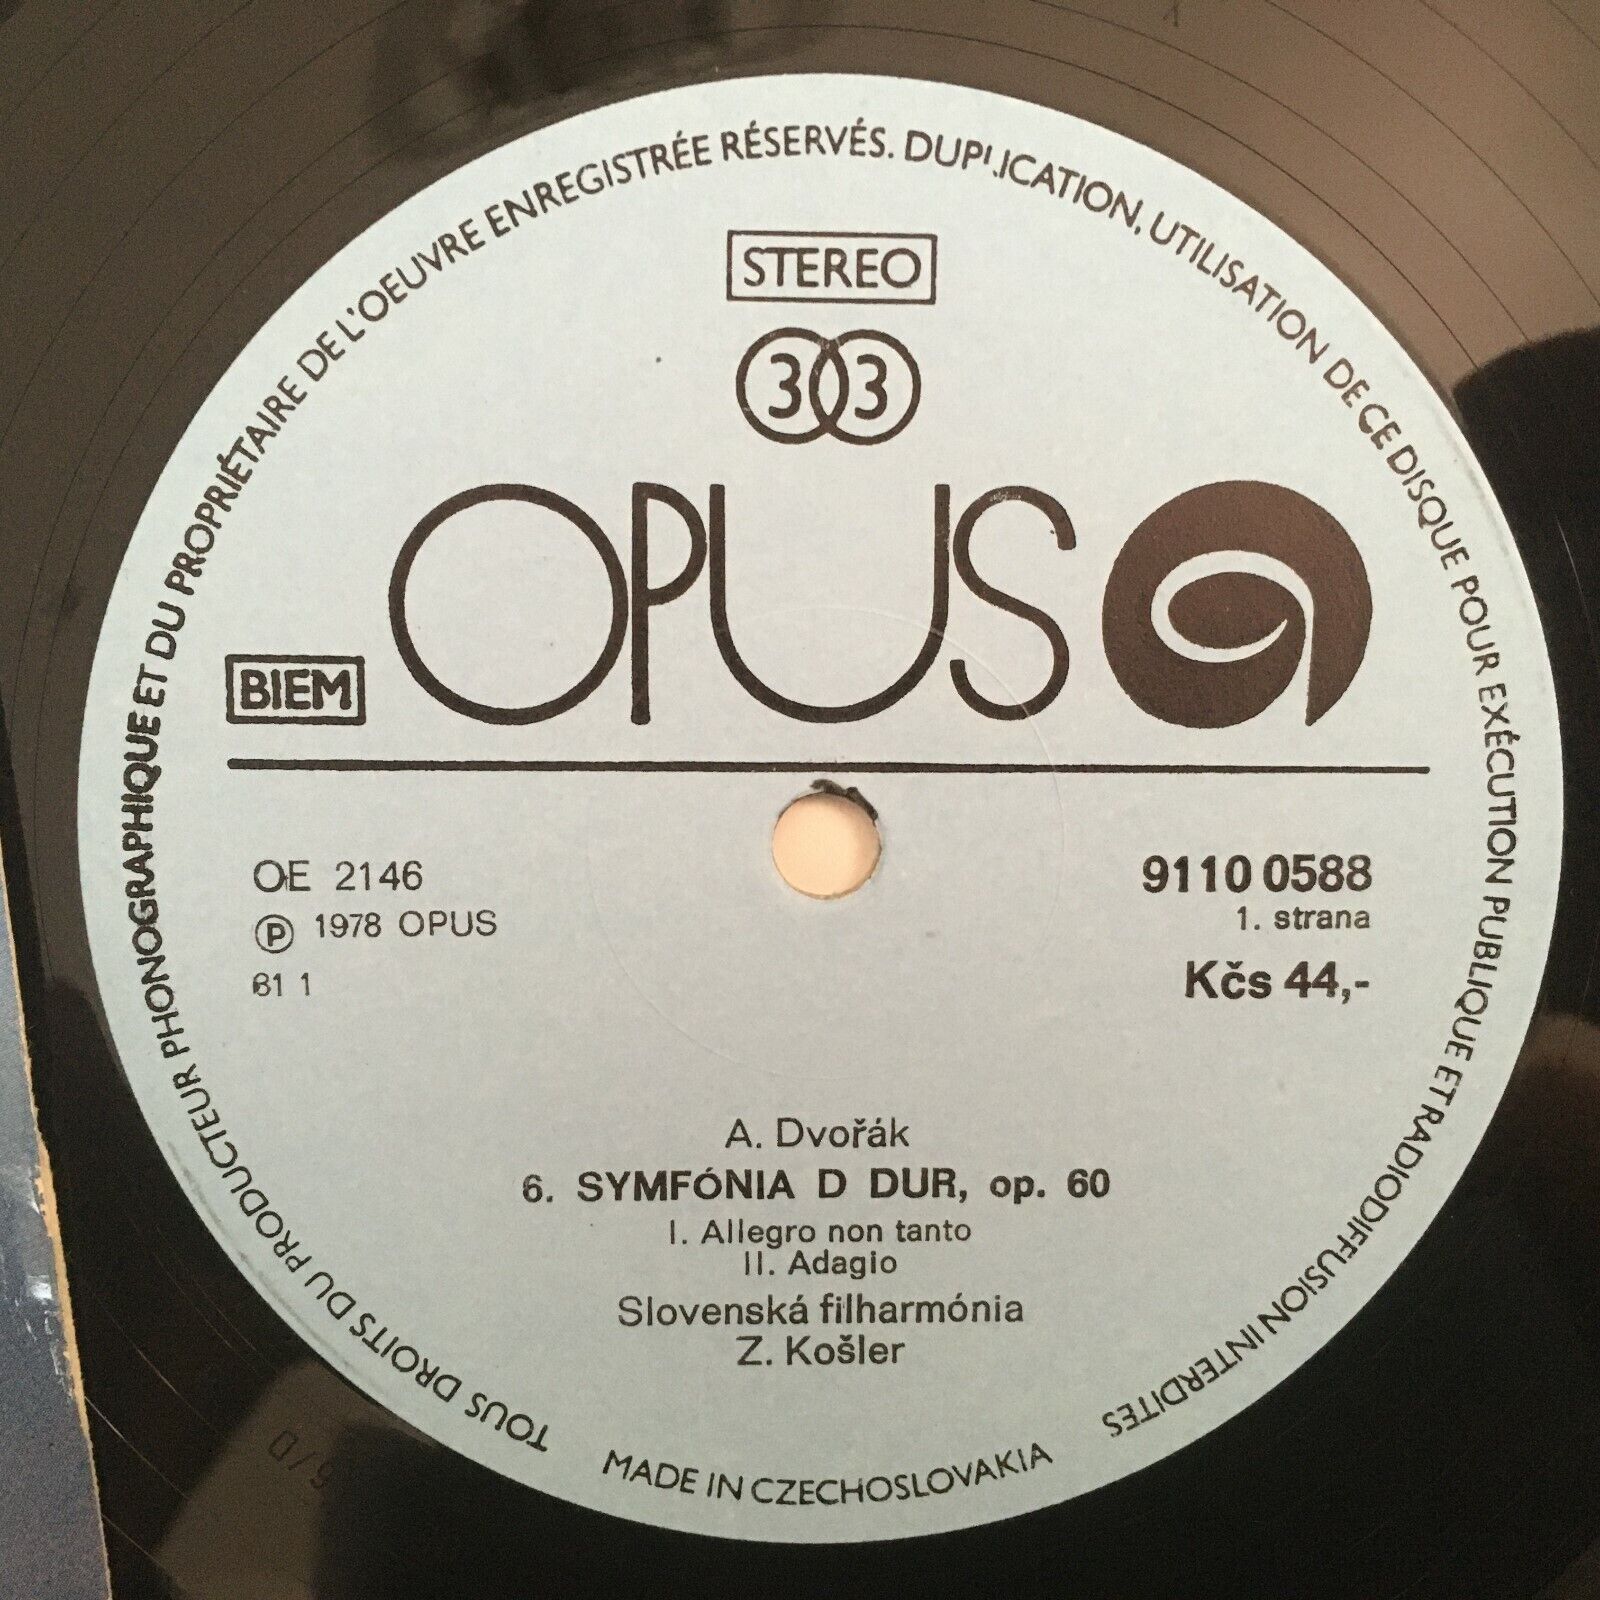 TOUS DROITS DU PRODUCTEUR PHONOGRAPHIQUE ET DU PROPRIÉTAIRE DE L'OEUVRE ENREGISTRÉE RÉSERVÉS. DUPLICATION, UTILISATION DE CE DISQUE POUR EXÉCUTION PUBLIQUE ET RADIODIFFUSION INTERDITES
STEREO
33
OPUS
BIEM
OE 2146
Ⓟ 1978 OPUS
61 1
9110 0588
1. strana
Kčs 44,-
A. Dvořák
6. SYMFÓNIA D DUR, op. 60
I. Allegro non tanto
II. Adagio
Slovenská filharmónia
Z. Košler
MADE IN CZECHOSLOVAKIA